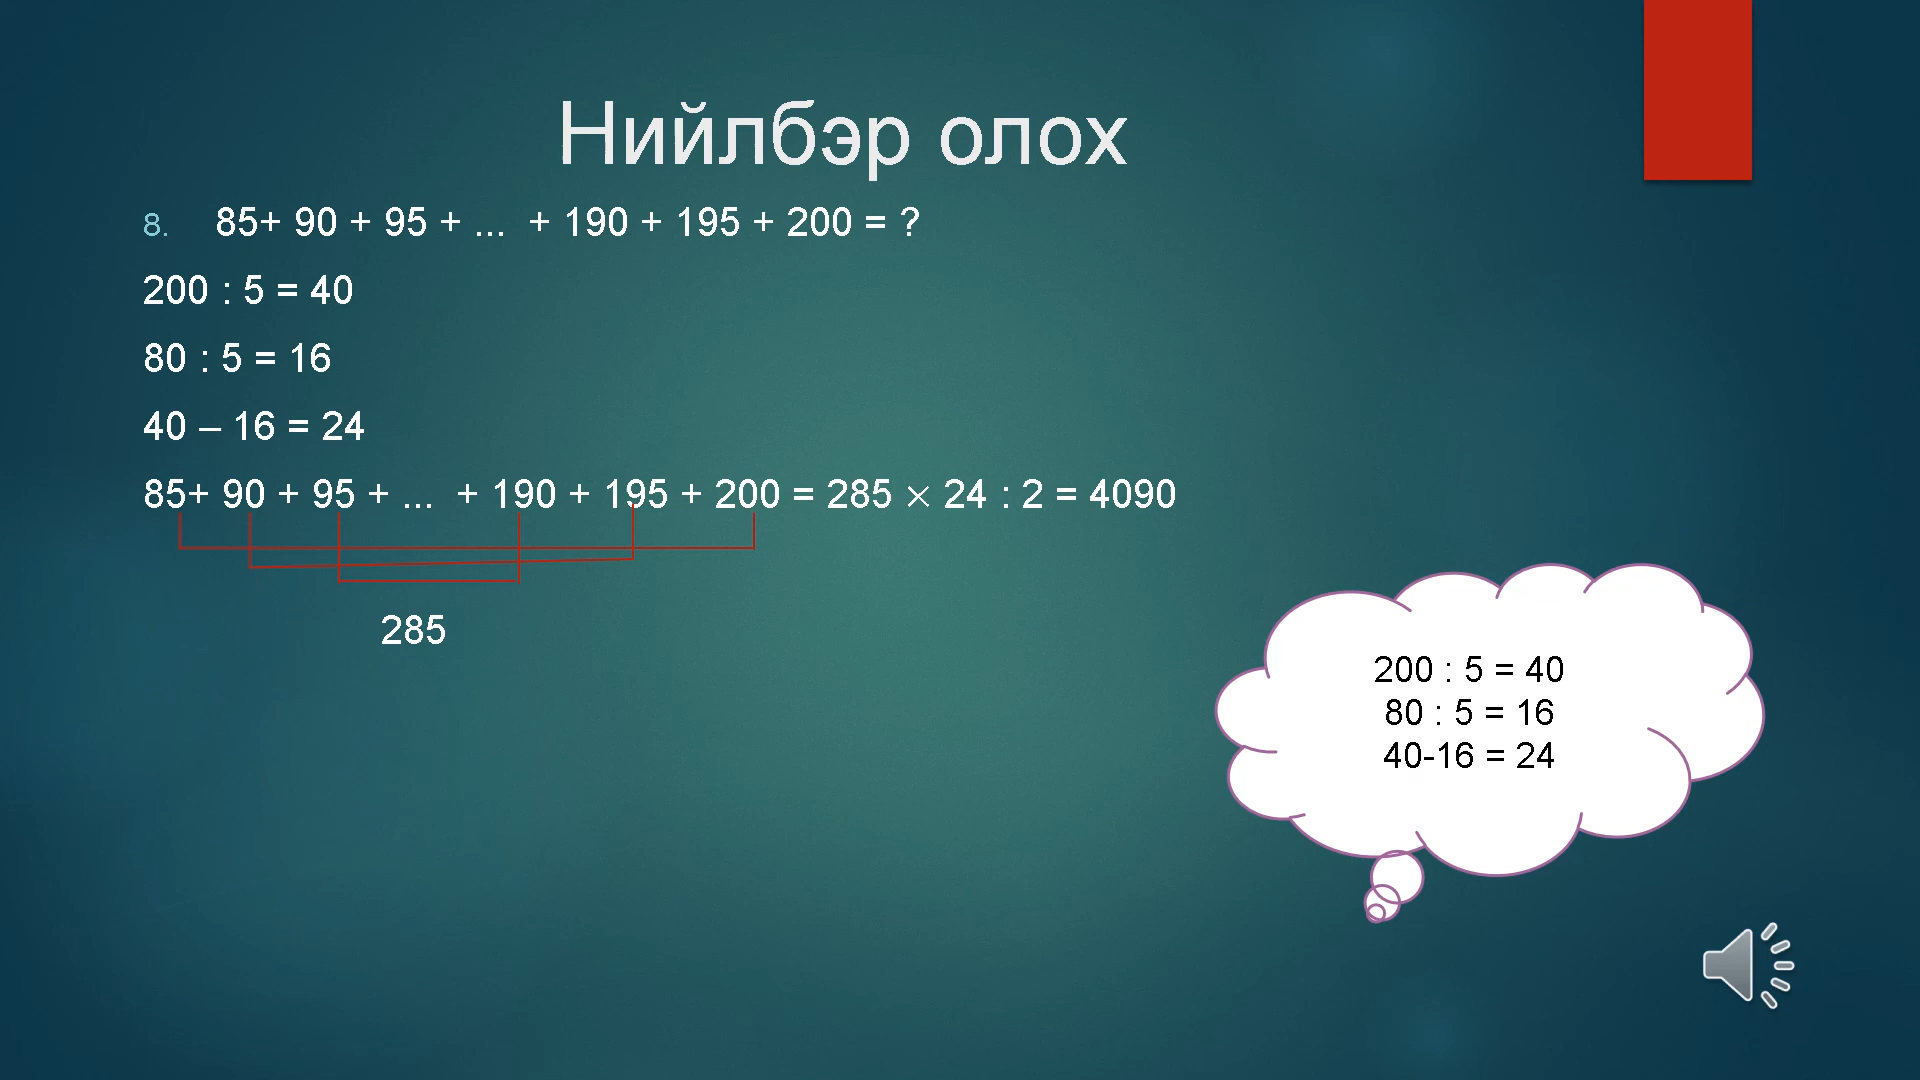 Нийлбэр олох
8. 85+ 90 + 95 + ... + 190 + 195 + 200 = ?
200 : 5 = 40
80 : 5 = 16
40 – 16 = 24
85+ 90 + 95 + ... + 190 + 195 + 200 = 285 × 24 : 2 = 4090
285
200 : 5 = 40
80 : 5 = 16
40-16 = 24